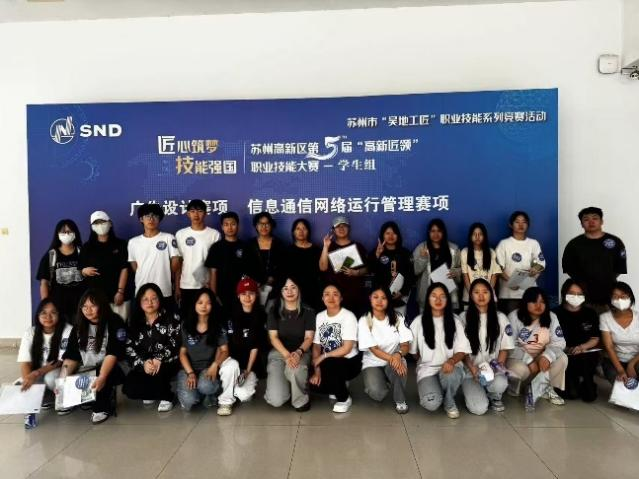 SND
苏州市“吴地工匠”职业技能系列竞赛活动
匠心筑梦
技能强国
苏州高新区第5届“高新匠领”
职业技能大赛—学生组
广告设计赛项 信息通信网络运行管理赛项